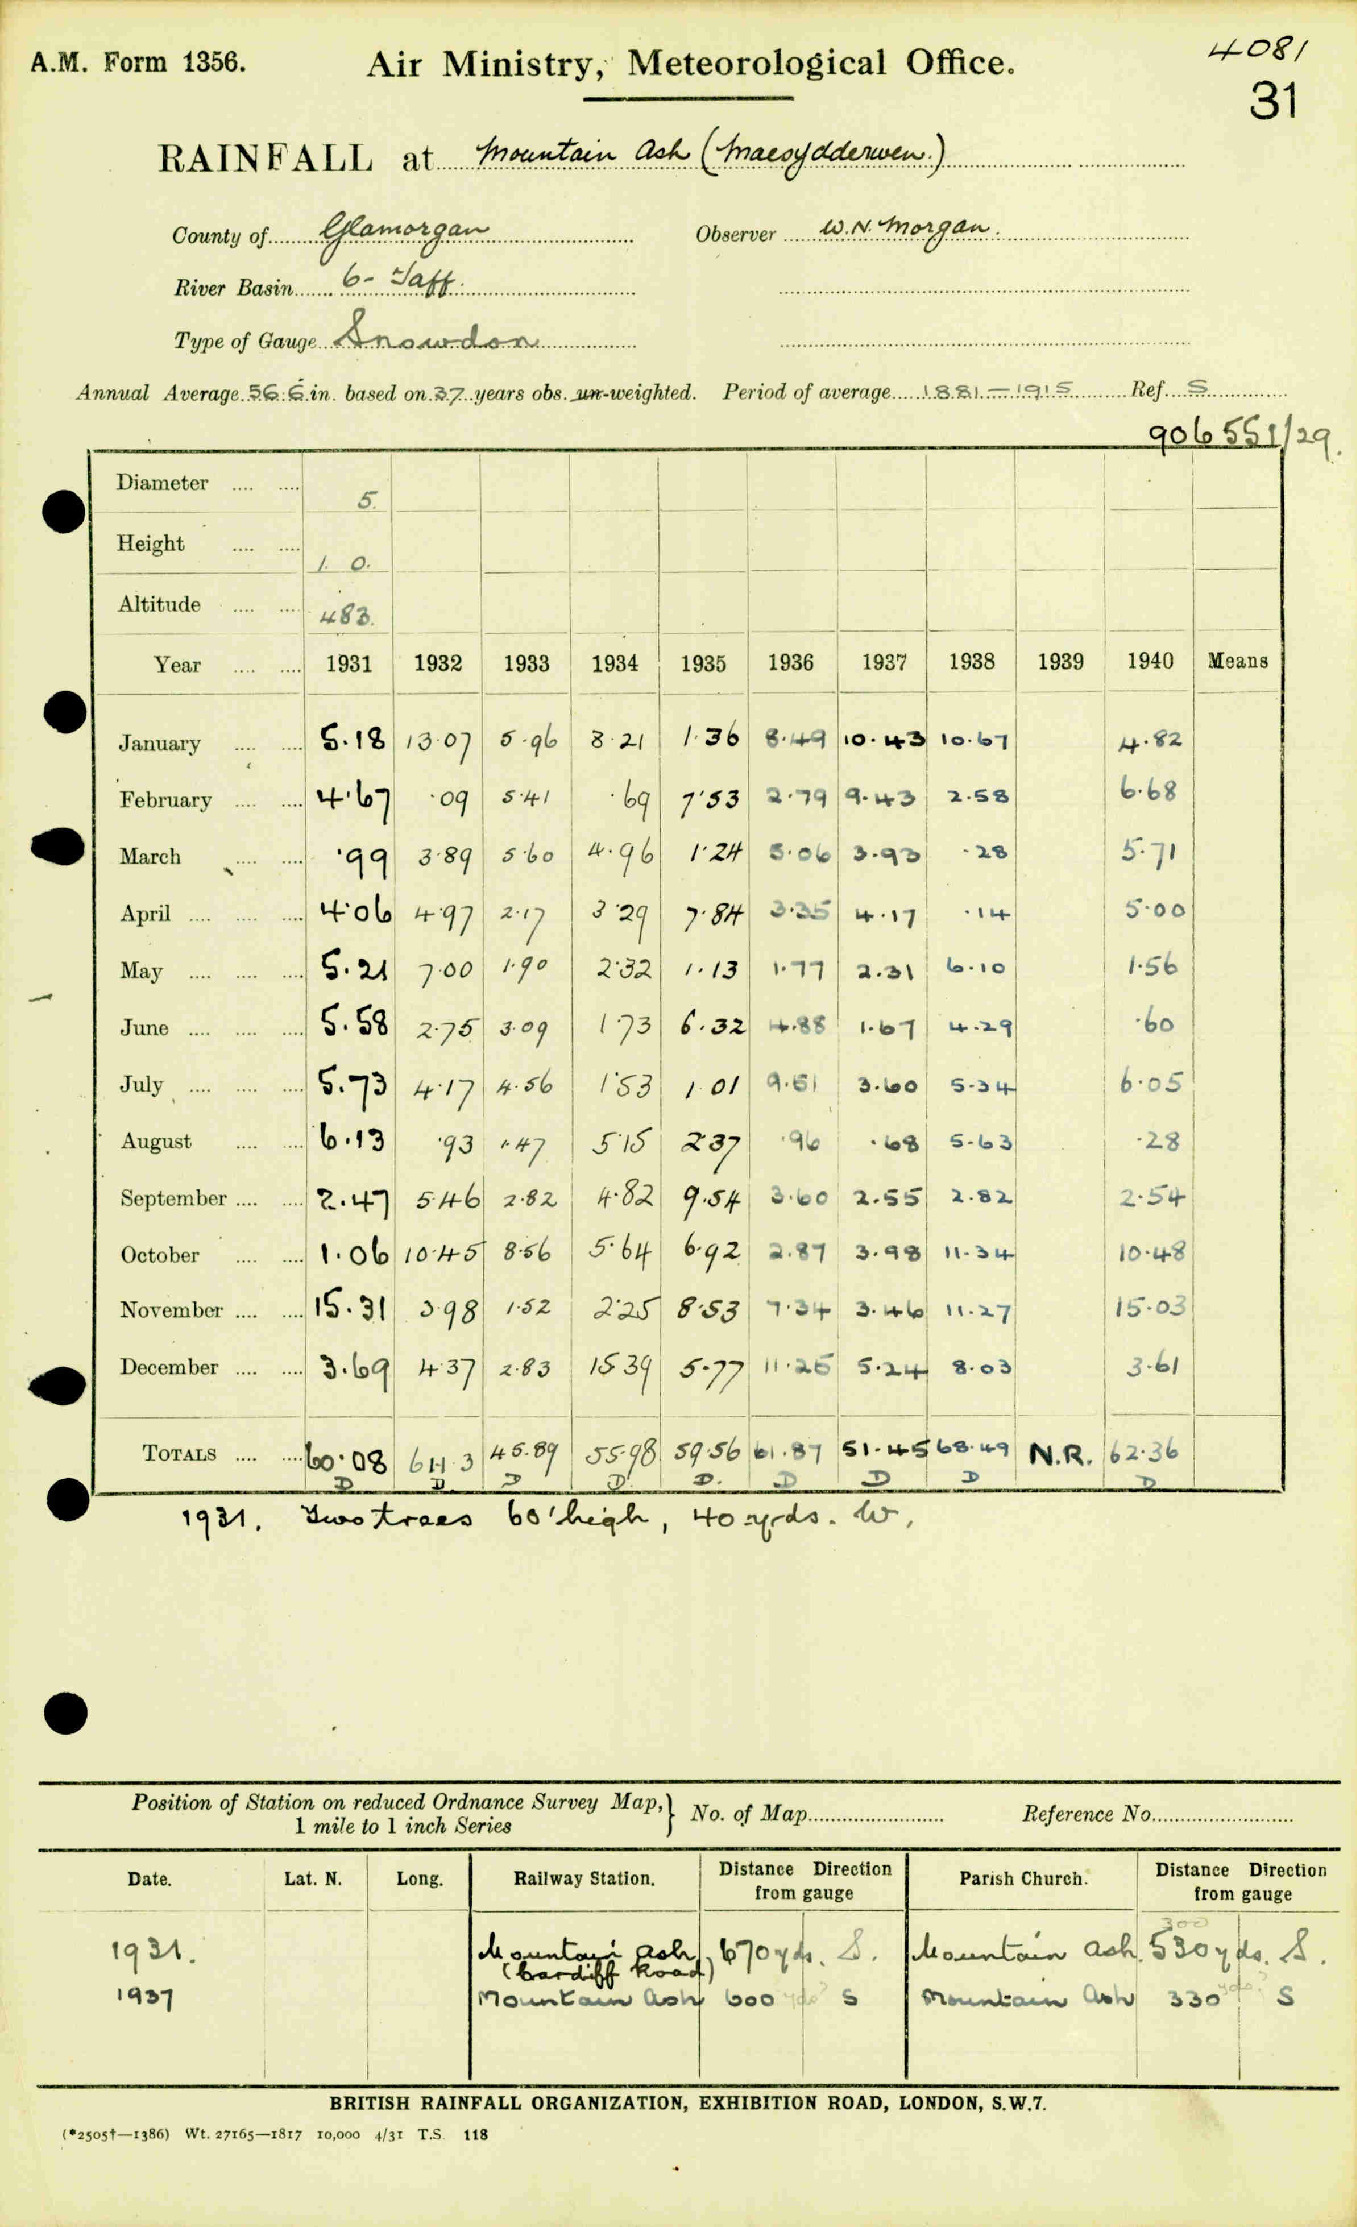 A.M. Form 1356. Air Ministry, Meteorological Office. 4081
31
RAINFALL at Mountain Ash (Maesydderwen.)
County of Glamorgan Observer W.N. Morgan.
River Basin 6 - Taff.
Type of Gauge Snowdon
Annual Average 56.6 in. based on 37 years obs. un-weighted. Period of average 1881-1915 Ref. S
906551/29.
Diameter .... .... 5.
Height .... .... 1. 0.
Altitude .... .... 483.
Year .... .... 1931 1932 1933 1934 1935 1936 1937 1938 1939 1940 Means
January .... .... 5.18 13.07 5.96 8.21 1.36 8.49 10.43 10.67 4.82
February .... .... 4.67 .09 5.41 .69 7.53 2.79 9.43 2.58 6.68
March .... .... .99 3.89 5.60 4.96 1.24 5.06 3.93 .28 5.71
April .... .... .... 4.06 4.97 2.17 3.29 7.84 3.35 4.17 .14 5.00
May .... .... .... 5.21 7.00 1.90 2.32 1.13 1.77 2.31 6.10 1.56
June .... .... .... 5.58 2.75 3.09 1.73 6.32 4.88 1.67 4.29 .60
July .... .... .... 5.73 4.17 4.56 1.53 1.01 9.51 3.60 5.34 6.05
August .... .... 6.13 .93 1.47 5.15 2.37 .96 .68 5.63 .28
September .... .... 2.47 5.46 2.82 4.82 9.54 3.60 2.55 2.82 2.54
October .... .... 1.06 10.45 8.56 5.64 6.92 2.87 3.98 11.34 10.48
November .... .... 15.31 3.98 1.52 2.25 8.53 7.34 3.46 11.27 15.03
December .... .... 3.69 4.37 2.83 15.39 5.77 11.25 5.24 8.03 3.61
TOTALS .... .... 60.08 61.13 45.89 55.98 59.56 61.87 51.45 68.49 N.R. 62.36
D D. D D. D. D D D D
1931. Two trees 60' high, 40 yds. W.
Position of Station on reduced Ordnance Survey Map, } No. of Map Reference No.
1 mile to 1 inch Series
Date. Lat. N. Long. Railway Station. Distance Direction from gauge Parish Church. Distance Direction from gauge
300
1931. Mountain Ash 670 yds. S. Mountain Ash. 530 yds. S.
(Cardiff Road)
1937 Mountain Ash 600 yds? S Mountain Ash 330 yds? S
BRITISH RAINFALL ORGANIZATION, EXHIBITION ROAD, LONDON, S.W.7.
(*2505†—1386) Wt. 27165—1817 10,000 4/31 T.S. 118